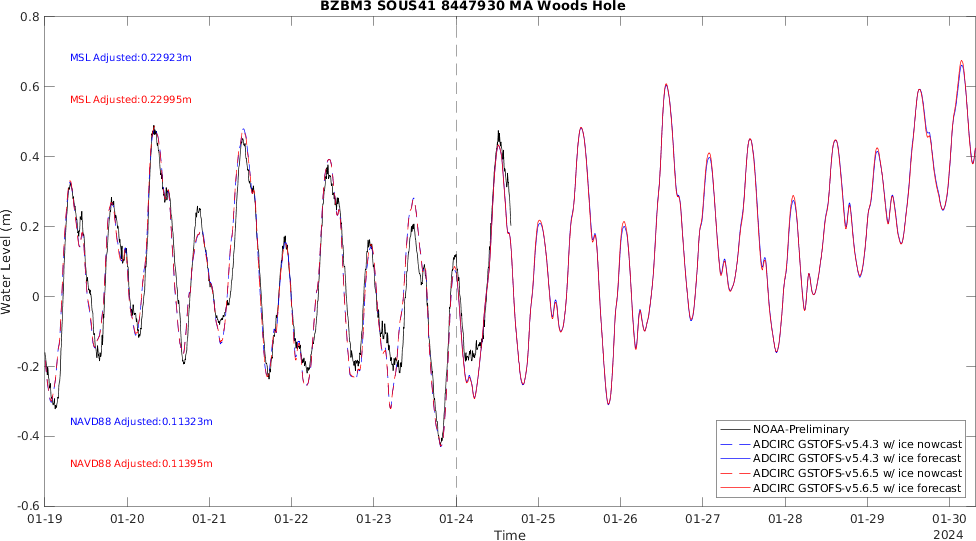 BZBM3 SOUS41 8447930 MA Woods Hole
0.8
0.6
0.4
0.2
0
-0.2
-0.4
-0.6
Water Level (m)
MSL Adjusted:0.22923m
MSL Adjusted:0.22995m
NAVD88 Adjusted:0.11323m
NAVD88 Adjusted:0.11395m
NOAA-Preliminary
ADCIRC GSTOFS-v5.4.3 w/ ice nowcast
ADCIRC GSTOFS-v5.4.3 w/ ice forecast
ADCIRC GSTOFS-v5.6.5 w/ ice nowcast
ADCIRC GSTOFS-v5.6.5 w/ ice forecast
01-19 01-20 01-21 01-22 01-23 01-24 01-25 01-26 01-27 01-28 01-29 01-30
Time 2024